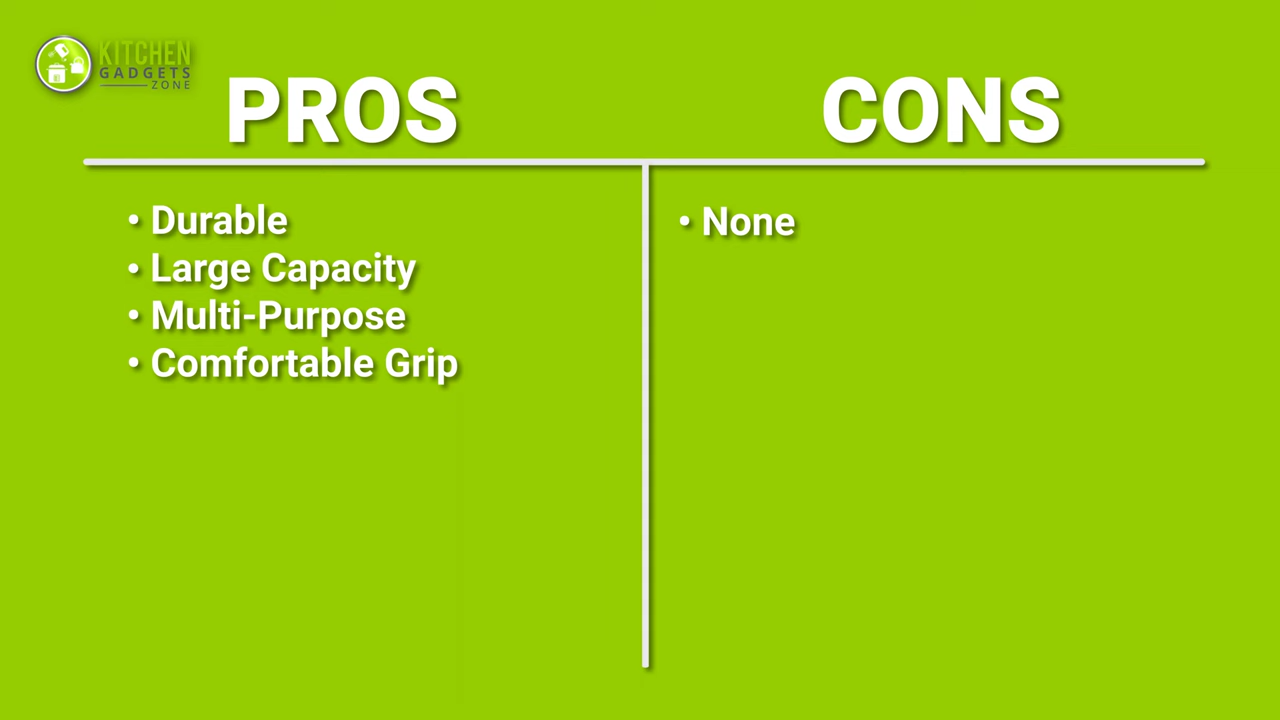 KITCHEN
GADGETS
ZONE
PROS
CONS
• Durable
• Large Capacity
• Multi-Purpose
• Comfortable Grip
• None